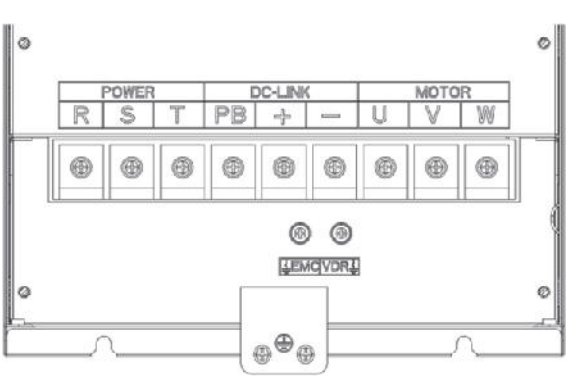 POWER DC-LINK MOTOR
R S T PB + - U V W
EMC VDR